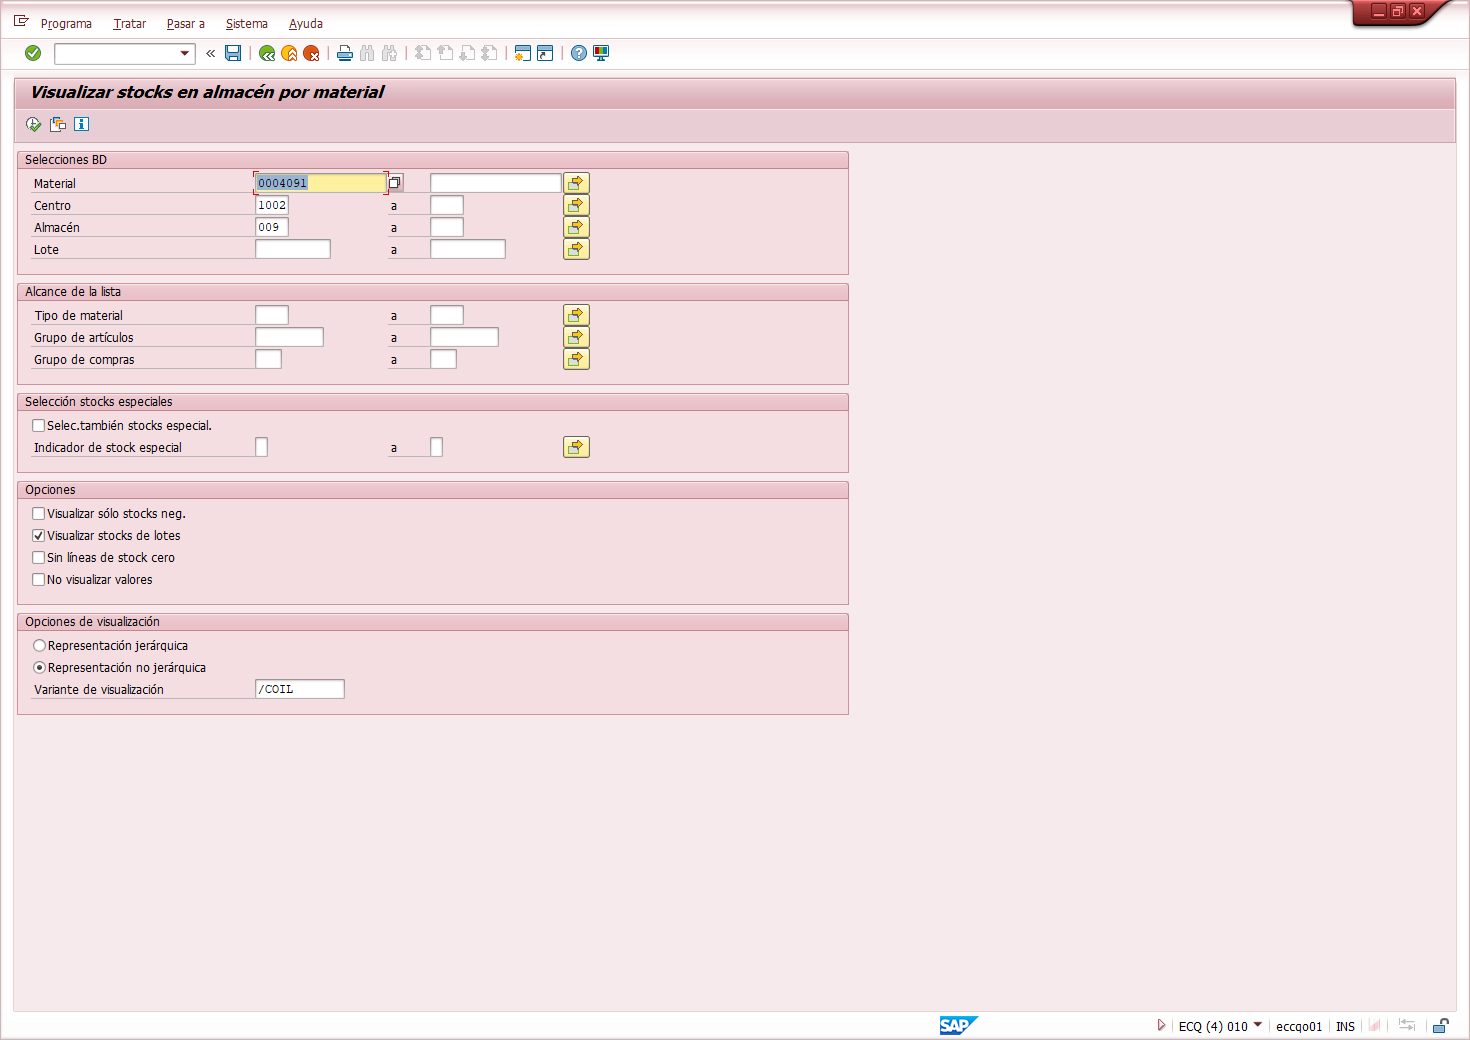 Programa Tratar Pasar a Sistema Ayuda
Visualizar stocks en almacén por material
Selecciones BD
Material 0004091
Centro 1002 a
Almacén 009 a
Lote a
Alcance de la lista
Tipo de material a
Grupo de artículos a
Grupo de compras a
Selección stocks especiales
Selec.también stocks especial.
Indicador de stock especial a
Opciones
Visualizar sólo stocks neg.
Visualizar stocks de lotes
Sin líneas de stock cero
No visualizar valores
Opciones de visualización
Representación jerárquica
Representación no jerárquica
Variante de visualización /COIL
SAP ECQ (4) 010 eccqo01 INS